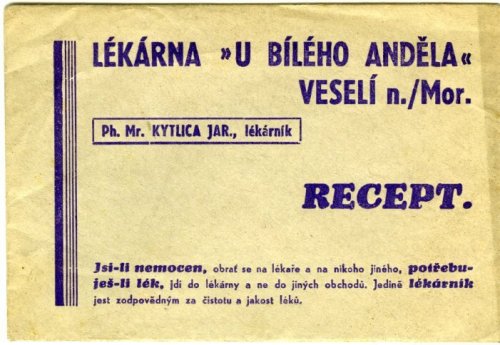 LÉKÁRNA »U BÍLÉHO ANDĚLA«
VESELÍ n./Mor.
Ph. Mr. KYTLICA JAR., lékárník
RECEPT.
Jsi-li nemocen, obrať se na lékaře a na nikoho jiného, potřebu-
ješ-li lék, jdi do lékárny a ne do jiných obchodů. Jedině lékárník
jest zodpovědným za čistotu a jakost léků.